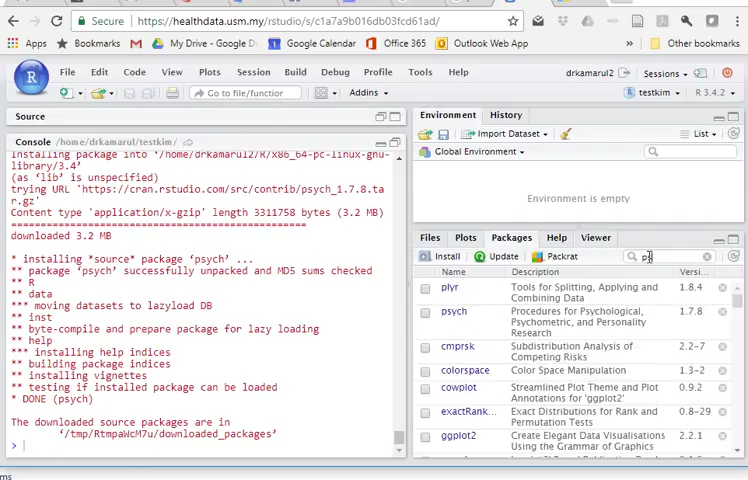 Secure https://healthdata.usm.my/rstudio/s/c1a7a9b016db03fcd61ad/
Apps Bookmarks My Drive - Google D Google Calendar Office 365 Outlook Web App » Other bookmarks
File Edit Code View Plots Session Build Debug Profile Tools Help drkamarul2 Sessions
Go to file/function Addins testkim R 3.4.2
Source
Console /home/drkamarul/testkim/
Installing package into ‘/home/drkamarul2/R/x86_64-pc-linux-gnu-
library/3.4’
(as ‘lib’ is unspecified)
trying URL 'https://cran.rstudio.com/src/contrib/psych_1.7.8.ta
r.gz'
Content type 'application/x-gzip' length 3311758 bytes (3.2 MB)
==================================================
downloaded 3.2 MB
* installing *source* package ‘psych’ ...
** package ‘psych’ successfully unpacked and MD5 sums checked
** R
** data
*** moving datasets to lazyload DB
** inst
** byte-compile and prepare package for lazy loading
** help
*** installing help indices
** building package indices
** installing vignettes
** testing if installed package can be loaded
* DONE (psych)
The downloaded source packages are in
‘/tmp/RtmpaWcM7u/downloaded_packages’
>
Environment History
Import Dataset List
Global Environment
Environment is empty
Files Plots Packages Help Viewer
Install Update Packrat
Name Description Versi...
plyr Tools for Splitting, Applying and Combining Data 1.8.4
psych Procedures for Psychological, Psychometric, and Personality Research 1.7.8
cmprsk Subdistribution Analysis of Competing Risks 2.2-7
colorspace Color Space Manipulation 1.3-2
cowplot Streamlined Plot Theme and Plot Annotations for 'ggplot2' 0.9.2
exactRank... Exact Distributions for Rank and Permutation Tests 0.8-29
ggplot2 Create Elegant Data Visualisations Using the Grammar of Graphics 2.2.1
ms